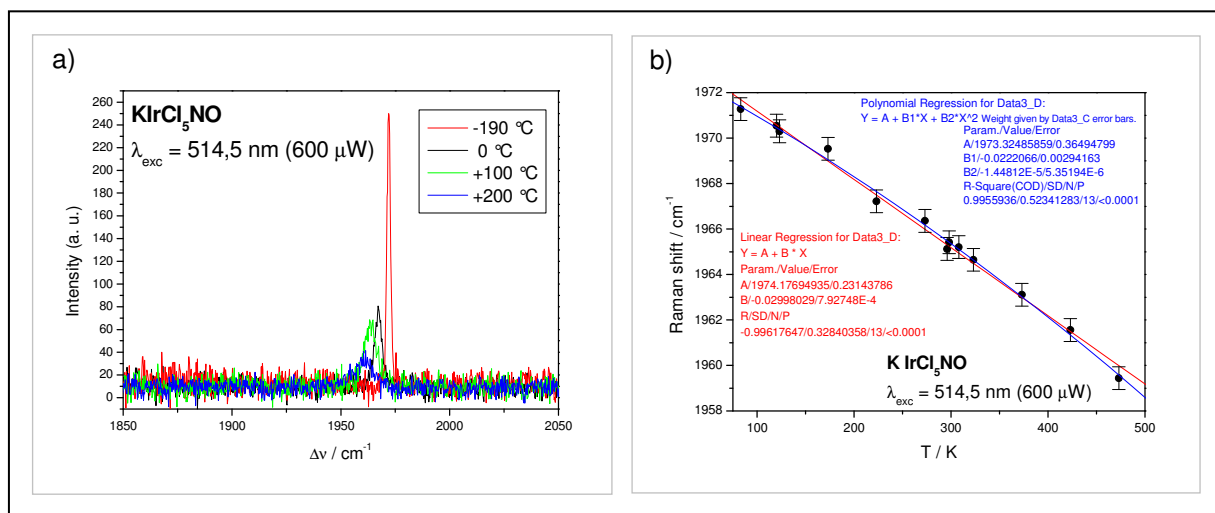 a)
KIrCl5NO
λexc = 514,5 nm (600 µW)
-190 °C
0 °C
+100 °C
+200 °C
Intensity (a. u.)
260
240
220
200
180
160
140
120
100
80
60
40
20
0
1850
1900
1950
2000
2050
Δν / cm-1
b)
Raman shift / cm-1
1972
1970
1968
1966
1964
1962
1960
1958
Polynomial Regression for Data3_D:
Y = A + B1*X + B2*X^2 Weight given by Data3_C error bars.
Param./Value/Error
A/1973.32485859/0.36494799
B1/-0.0222066/0.00294163
B2/-1.44812E-5/5.35194E-6
R-Square(COD)/SD/N/P
0.9955936/0.52341283/13/<0.0001
Linear Regression for Data3_D:
Y = A + B * X
Param./Value/Error
A/1974.17694935/0.23143786
B/-0.02998029/7.92748E-4
R/SD/N/P
-0.99617647/0.32840358/13/<0.0001
K IrCl5NO
λexc = 514,5 nm (600 µW)
100
200
300
400
500
T / K